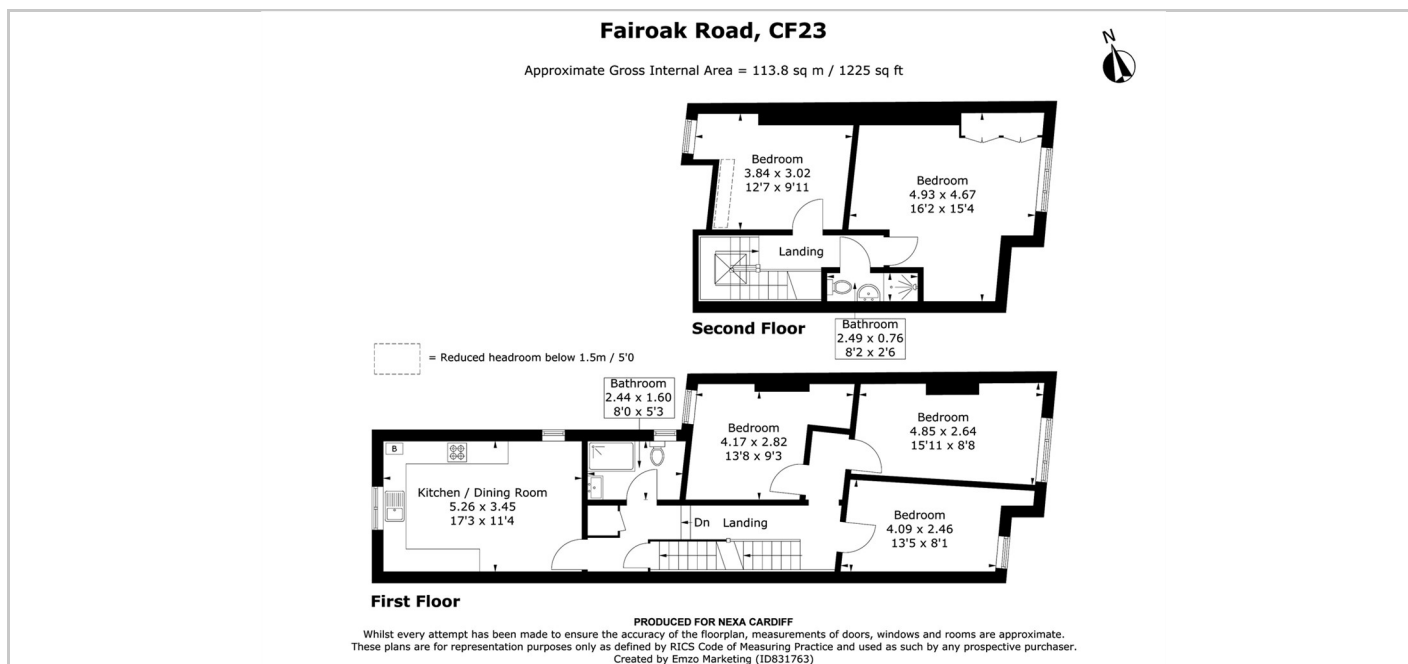 Fairoak Road, CF23
N
Approximate Gross Internal Area = 113.8 sq m / 1225 sq ft
Bedroom
3.84 x 3.02
12'7 x 9'11
Bedroom
4.93 x 4.67
16'2 x 15'4
Landing
Second Floor
Bathroom
2.49 x 0.76
8'2 x 2'6
= Reduced headroom below 1.5m / 5'0
Bathroom
2.44 x 1.60
8'0 x 5'3
Bedroom
4.17 x 2.82
13'8 x 9'3
Bedroom
4.85 x 2.64
15'11 x 8'8
B
Kitchen / Dining Room
5.26 x 3.45
17'3 x 11'4
Dn
Landing
Bedroom
4.09 x 2.46
13'5 x 8'1
First Floor
PRODUCED FOR NEXA CARDIFF
Whilst every attempt has been made to ensure the accuracy of the floorplan, measurements of doors, windows and rooms are approximate.
These plans are for representation purposes only as defined by RICS Code of Measuring Practice and used as such by any prospective purchaser.
Created by Emzo Marketing (ID831763)